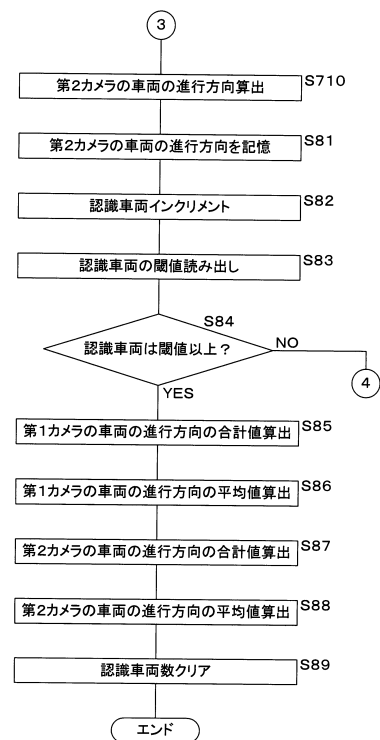 3
第2カメラの車両の進行方向算出
S710
第2カメラの車両の進行方向を記憶
S81
認識車両インクリメント
S82
認識車両の閾値読み出し
S83
S84
認識車両は閾値以上？
NO
4
YES
第1カメラの車両の進行方向の合計値算出
S85
第1カメラの車両の進行方向の平均値算出
S86
第2カメラの車両の進行方向の合計値算出
S87
第2カメラの車両の進行方向の平均値算出
S88
認識車両数クリア
S89
エンド